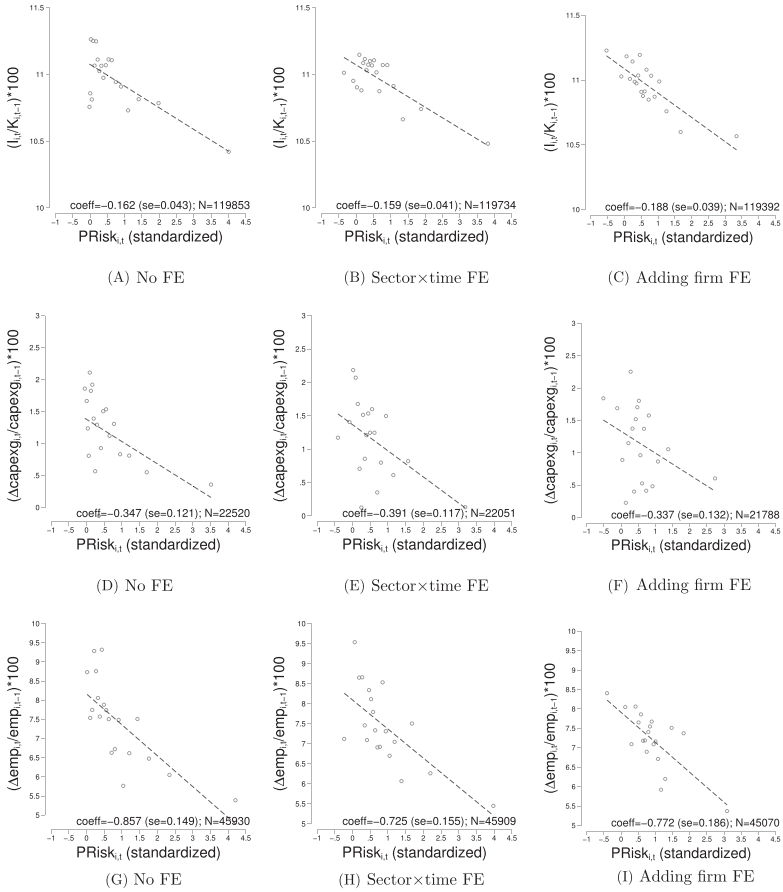 (I_{i,t}/K_{i,t−1})*100
11.5
11
10.5
10
coeff=−0.162 (se=0.043); N=119853
−1 −.5 0 .5 1 1.5 2 2.5 3 3.5 4 4.5
PRisk_{i,t} (standardized)
(A) No FE
(I_{i,t}/K_{i,t−1})*100
11.5
11
10.5
10
coeff=−0.159 (se=0.041); N=119734
−1 −.5 0 .5 1 1.5 2 2.5 3 3.5 4 4.5
PRisk_{i,t} (standardized)
(B) Sector×time FE
(I_{i,t}/K_{i,t−1})*100
11.5
11
10.5
10
coeff=−0.188 (se=0.039); N=119392
−1 −.5 0 .5 1 1.5 2 2.5 3 3.5 4 4.5
PRisk_{i,t} (standardized)
(C) Adding firm FE
(Δcapexg_{i,t}/capexg_{i,t−1})*100
3
2.5
2
1.5
1
.5
0
coeff=−0.347 (se=0.121); N=22520
−1 −.5 0 .5 1 1.5 2 2.5 3 3.5 4 4.5
PRisk_{i,t} (standardized)
(D) No FE
(Δcapexg_{i,t}/capexg_{i,t−1})*100
3
2.5
2
1.5
1
.5
0
coeff=−0.391 (se=0.117); N=22051
−1 −.5 0 .5 1 1.5 2 2.5 3 3.5 4 4.5
PRisk_{i,t} (standardized)
(E) Sector×time FE
(Δcapexg_{i,t}/capexg_{i,t−1})*100
3
2.5
2
1.5
1
.5
0
coeff=−0.337 (se=0.132); N=21788
−1 −.5 0 .5 1 1.5 2 2.5 3 3.5 4 4.5
PRisk_{i,t} (standardized)
(F) Adding firm FE
(Δemp_{i,t}/emp_{i,t−1})*100
10
9.5
9
8.5
8
7.5
7
6.5
6
5.5
5
coeff=−0.857 (se=0.149); N=45930
−1 −.5 0 .5 1 1.5 2 2.5 3 3.5 4 4.5
PRisk_{i,t} (standardized)
(G) No FE
(Δemp_{i,t}/emp_{i,t−1})*100
10
9.5
9
8.5
8
7.5
7
6.5
6
5.5
5
coeff=−0.725 (se=0.155); N=45909
−1 −.5 0 .5 1 1.5 2 2.5 3 3.5 4 4.5
PRisk_{i,t} (standardized)
(H) Sector×time FE
(Δemp_{i,t}/emp_{i,t−1})*100
10
9.5
9
8.5
8
7.5
7
6.5
6
5.5
5
coeff=−0.772 (se=0.186); N=45070
−1 −.5 0 .5 1 1.5 2 2.5 3 3.5 4 4.5
PRisk_{i,t} (standardized)
(I) Adding firm FE